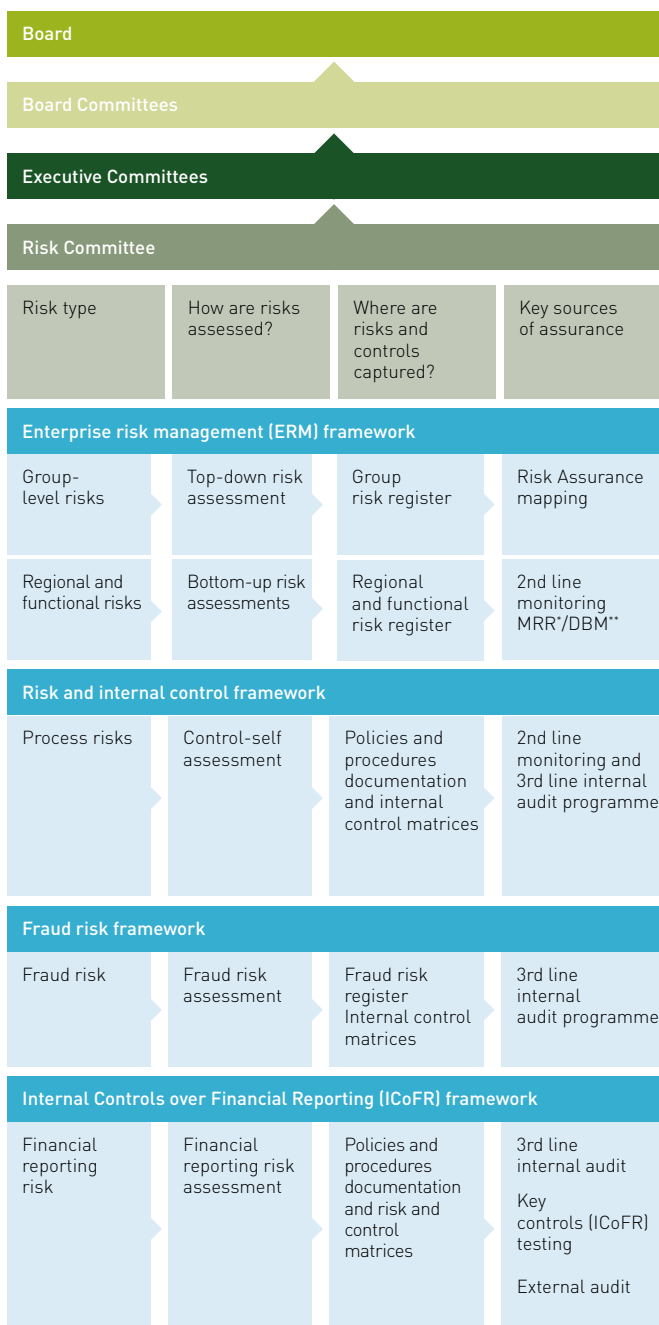 Board
Board Committees
Executive Committees
Risk Committee
Risk type
How are risks
assessed?
Where are
risks and
controls
captured?
Key sources
of assurance
Enterprise risk management (ERM) framework
Group-
level risks
Top-down risk
assessment
Group
risk register
Risk Assurance
mapping
Regional and
functional risks
Bottom-up risk
assessments
Regional
and functional
risk register
2nd line
monitoring
MRR*/DBM**
Risk and internal control framework
Process risks
Control-self
assessment
Policies and
procedures
documentation
and internal
control matrices
2nd line
monitoring and
3rd line internal
audit programme
Fraud risk framework
Fraud risk
Fraud risk
assessment
Fraud risk
register
Internal control
matrices
3rd line
internal
audit programme
Internal Controls over Financial Reporting (ICoFR) framework
Financial
reporting
risk
Financial
reporting risk
assessment
Policies and
procedures
documentation
and risk and
control
matrices
3rd line
internal audit
Key
controls (ICoFR)
testing
External audit